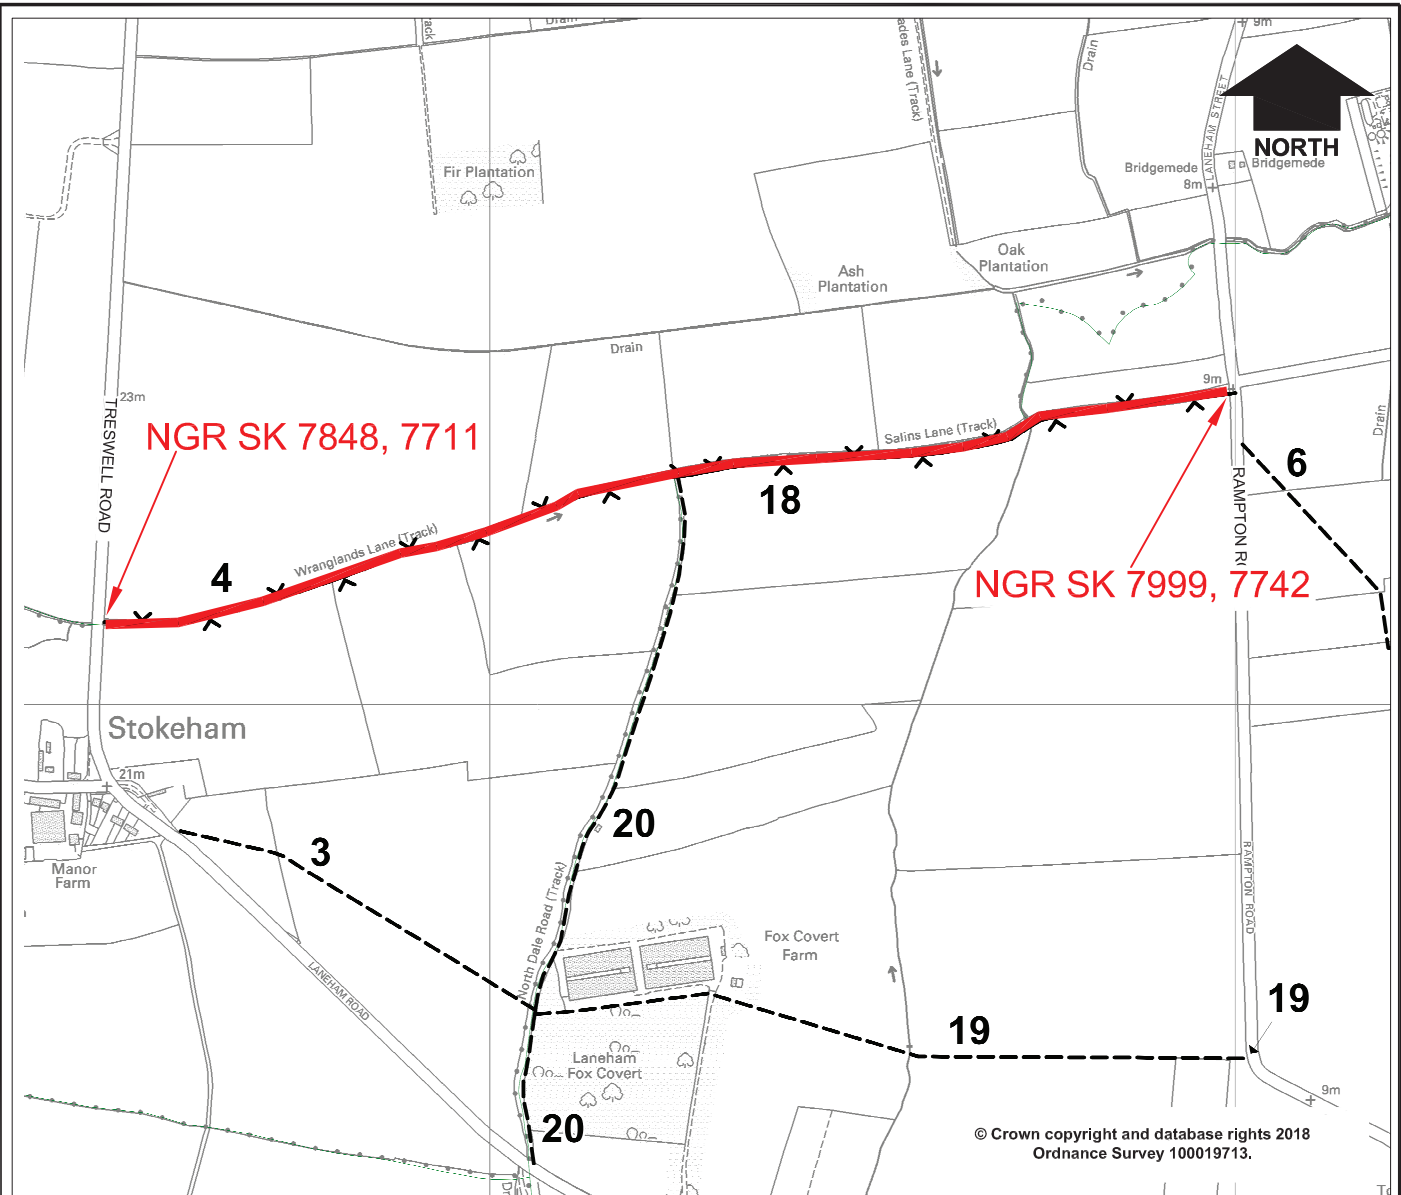 Drain
9m
Drain
LANEHAM STREET
NORTH
Bridgemede
Bridgemede
8m
Fir Plantation
Oak
Plantation
Ash
Plantation
Drain
23m
9m
TRESWELL ROAD
NGR SK 7848, 7711
Salins Lane (Track)
Drain
6
18
RAMPTON
Wranglands Lane (Track)
4
NGR SK 7999, 7742
Stokeham
21m
20
3
Manor
Farm
RAMPTON ROAD
North Dale Road (Track)
Fox Covert
Farm
LANEHAM ROAD
19
19
Laneham
Fox Covert
9m
20
© Crown copyright and database rights 2018
Ordnance Survey 100019713.